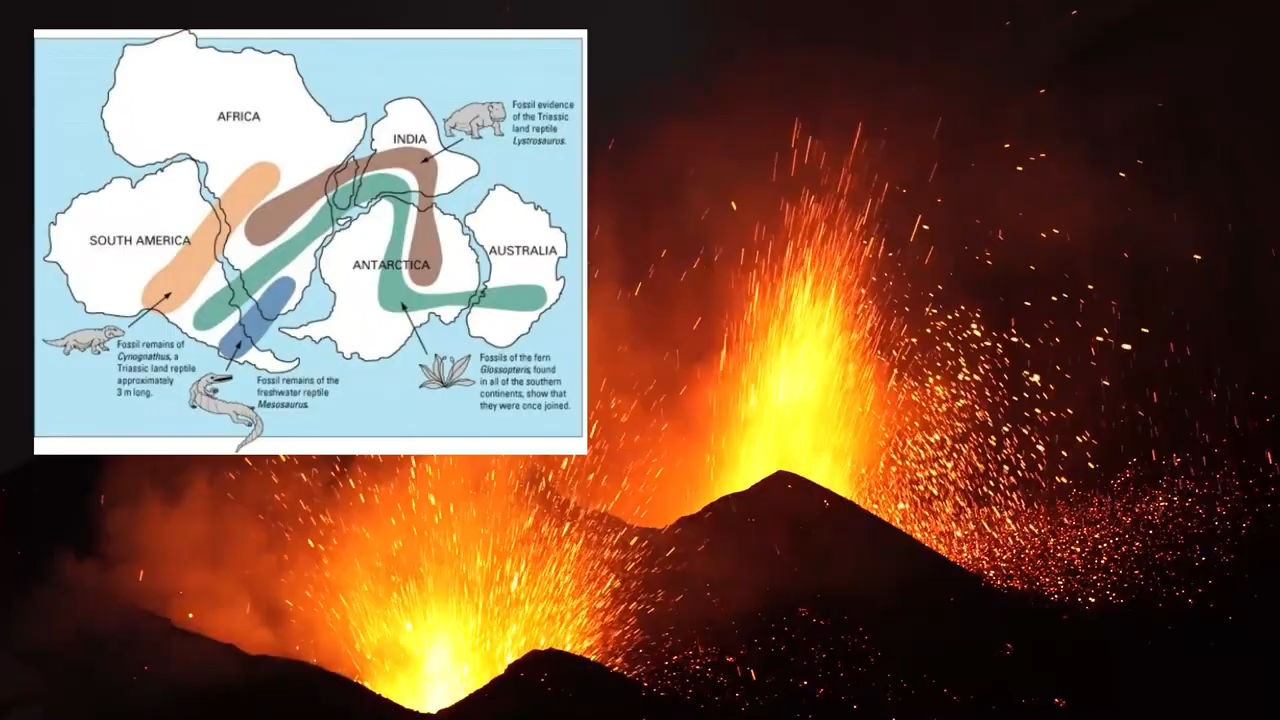 AFRICA
INDIA
Fossil evidence
of the Triassic
land reptile
Lystrosaurus.
SOUTH AMERICA
ANTARCTICA
AUSTRALIA
Fossil remains of
Cynognathus, a
Triassic land reptile
approximately
3 m long.
Fossil remains of the
freshwater reptile
Mesosaurus.
Fossils of the fern
Glossopteris, found
in all of the southern
continents, show that
they were once joined.